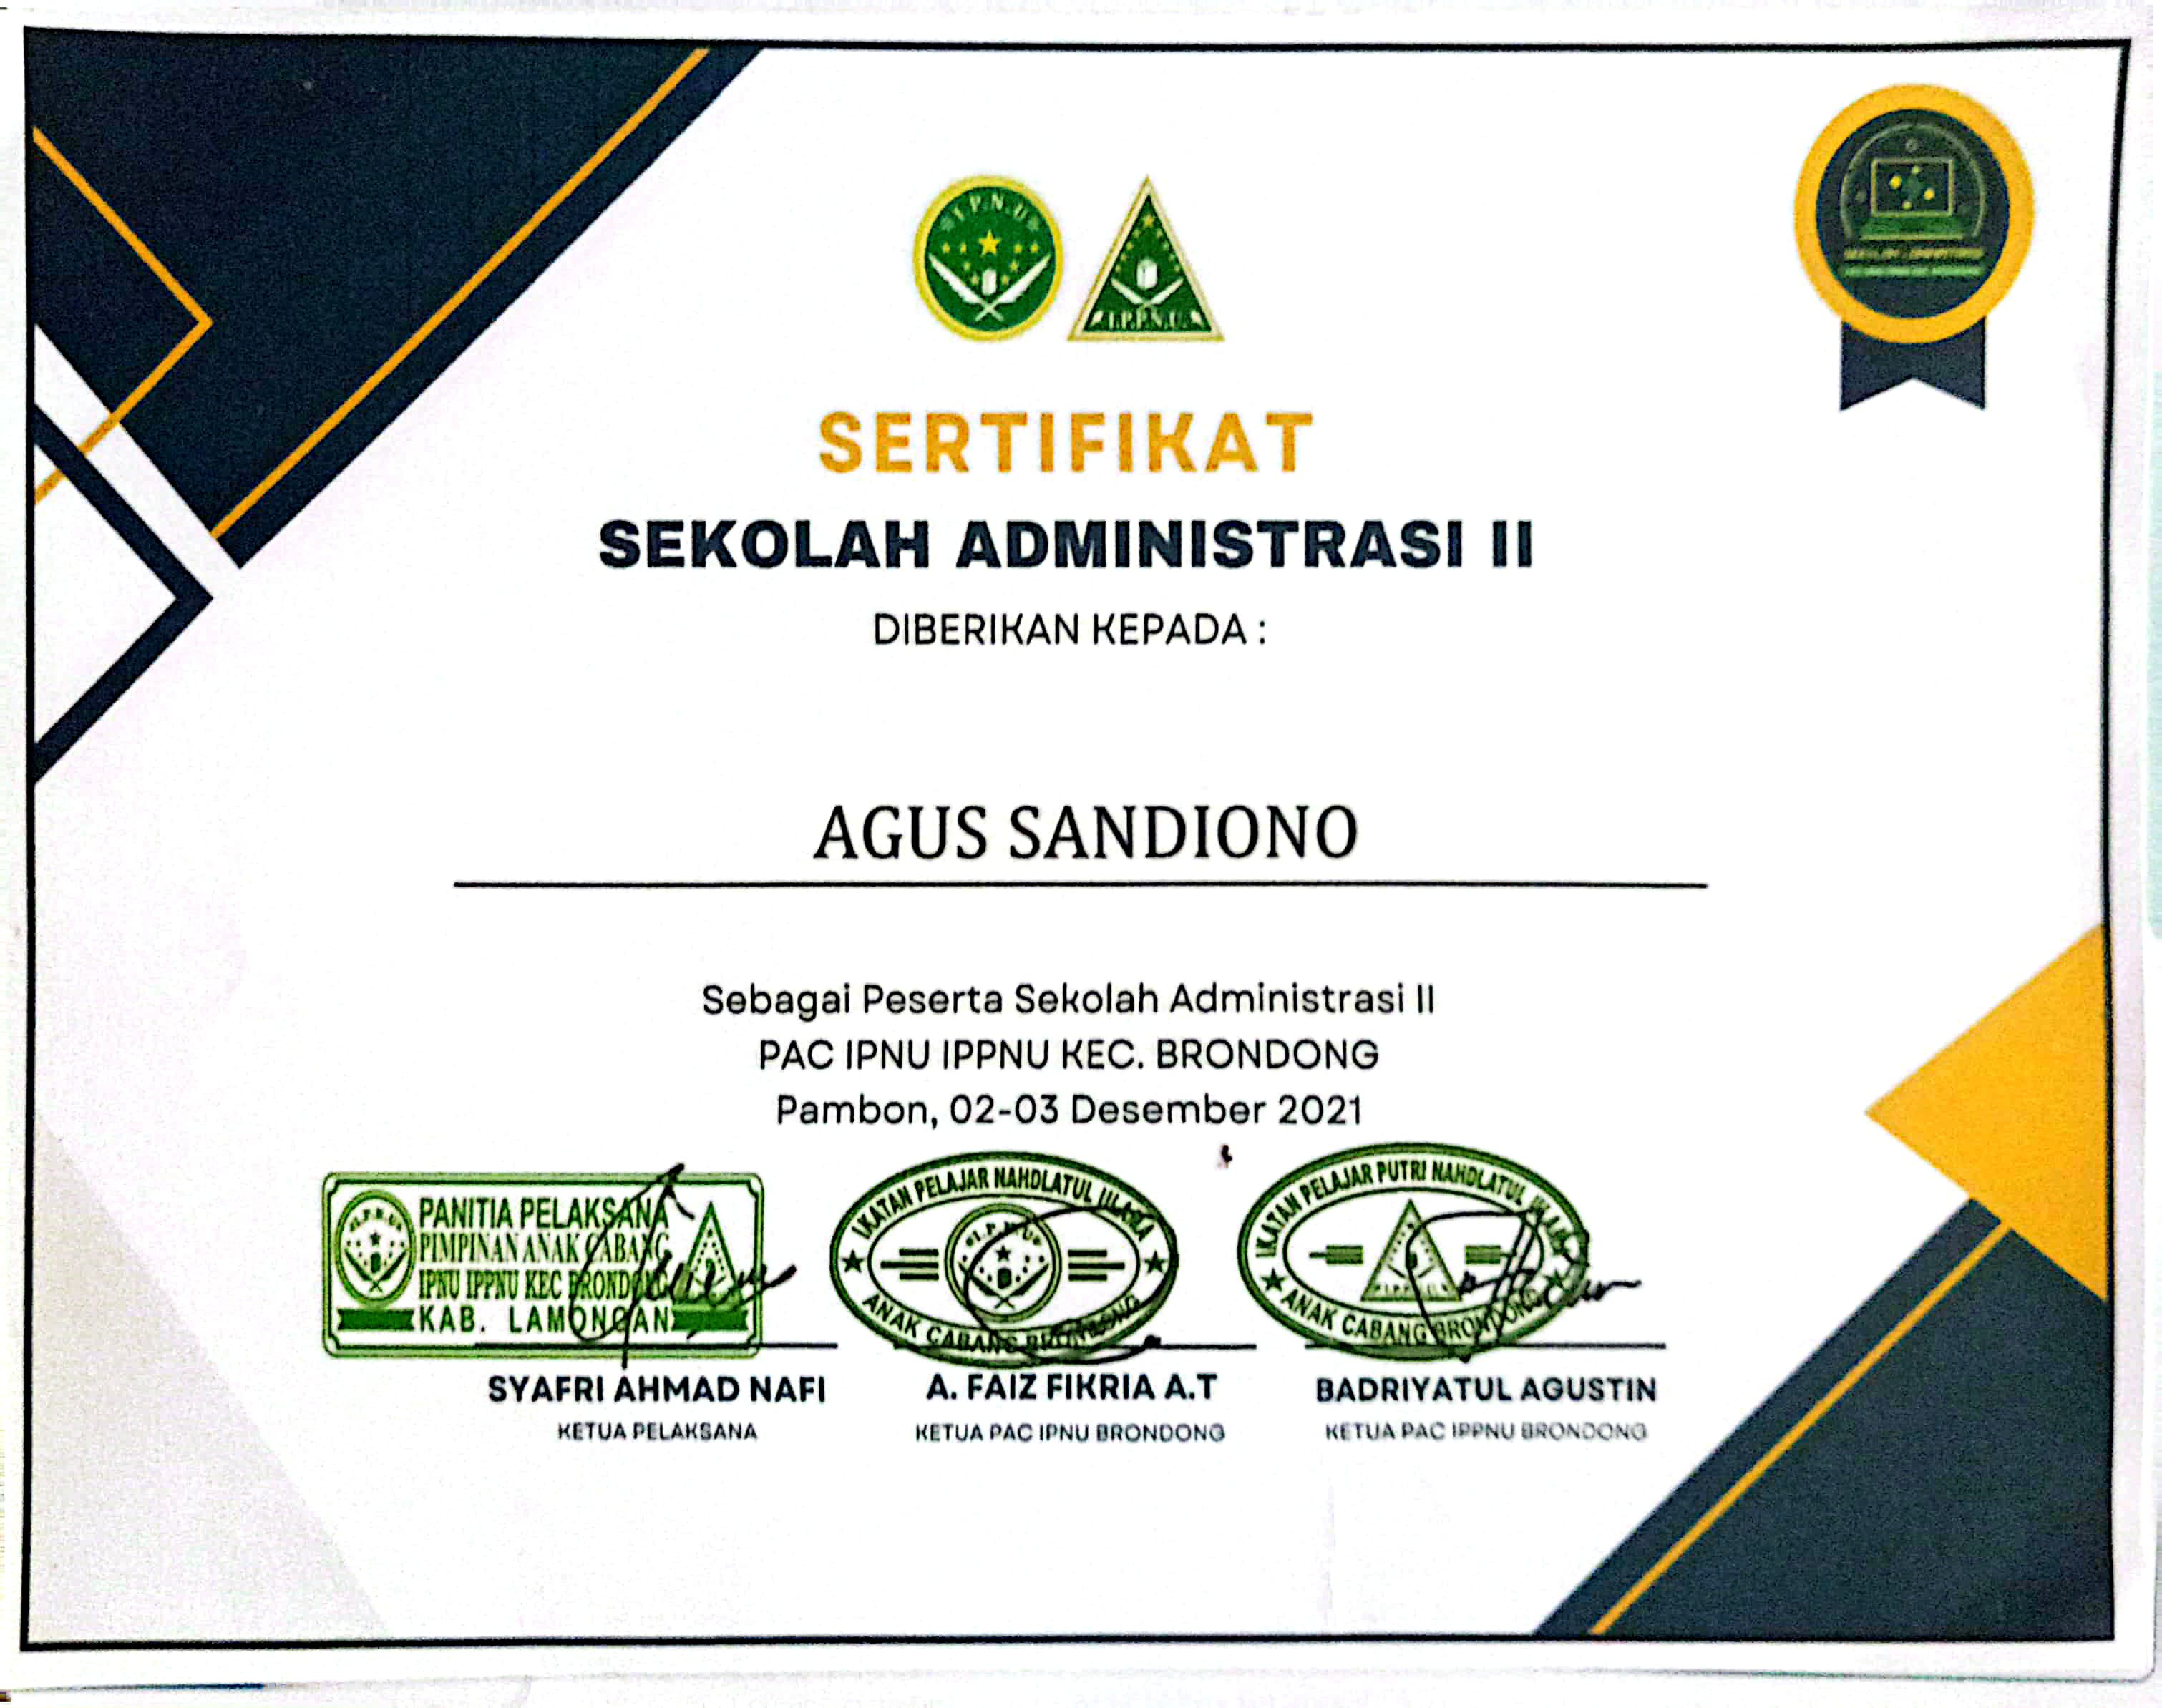 I.P.N.U
I.P.P.N.U
SERTIFIKAT
SEKOLAH ADMINISTRASI II
DIBERIKAN KEPADA :
AGUS SANDIONO
Sebagai Peserta Sekolah Administrasi II
PAC IPNU IPPNU KEC. BRONDONG
Pambon, 02-03 Desember 2021
PANITIA PELAKSANA
PIMPINAN ANAK CABANG
IPNU IPPNU KEC BRONDONG
KAB. LAMONGAN
IKATAN PELAJAR NAHDLATUL ULAMA
I.P.N.U
ANAK CABANG BRONDONG
IKATAN PELAJAR PUTRI NAHDLATUL ULAMA
I.P.P.N.U
ANAK CABANG BRONDONG
SYAFRI AHMAD NAFI
KETUA PELAKSANA
A. FAIZ FIKRIA A.T
KETUA PAC IPNU BRONDONG
BADRIYATUL AGUSTIN
KETUA PAC IPPNU BRONDONG